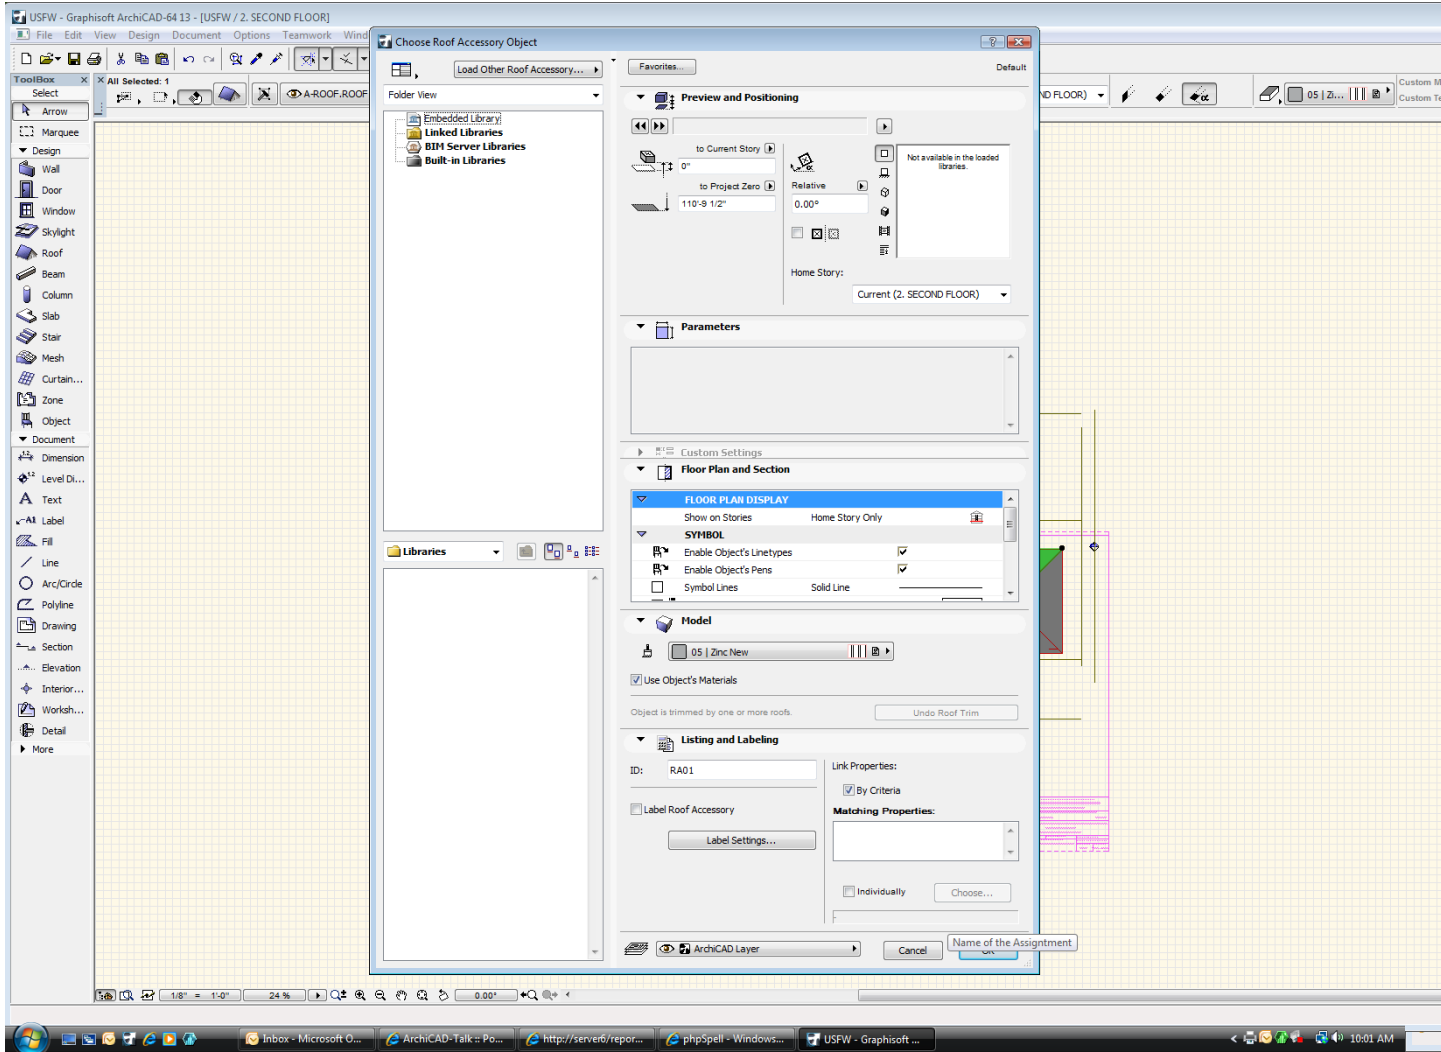 USFW - Graphisoft ArchiCAD-64 13 - [USFW / 2. SECOND FLOOR]
File Edit View Design Document Options Teamwork Wind
ToolBox X
Select
Arrow
Marquee
Design
Wall
Door
Window
Skylight
Roof
Beam
Column
Slab
Stair
Mesh
Curtain...
Zone
Object
Document
Dimension
Level Di...
Text
Label
Fill
Line
Arc/Circle
Polyline
Drawing
Section
Elevation
Interior...
Worksh...
Detail
More
X All Selected: 1
A-ROOF.ROOF
Choose Roof Accessory Object
Load Other Roof Accessory...
Folder View
Embedded Library
Linked Libraries
BIM Server Libraries
Built-in Libraries
Libraries
Favorites...
Default
Preview and Positioning
to Current Story
0"
to Project Zero
110'-9 1/2"
Relative
0.00°
Not available in the loaded
libraries.
Home Story:
Current (2. SECOND FLOOR)
Parameters
Custom Settings
Floor Plan and Section
FLOOR PLAN DISPLAY
Show on Stories Home Story Only
SYMBOL
Enable Object's Linetypes
Enable Object's Pens
Symbol Lines Solid Line
Model
05 | Zinc New
Use Object's Materials
Object is trimmed by one or more roofs.
Undo Roof Trim
Listing and Labeling
ID: RA01
Label Roof Accessory
Label Settings...
Link Properties:
By Criteria
Matching Properties:
Individually
Choose...
ArchiCAD Layer
Cancel
OK
Name of the Assigntment
ND FLOOR)
05 | Zi...
Custom M
Custom Te
1/8" = 1'-0"
24 %
0.00°
Inbox - Microsoft O...
ArchiCAD-Talk :: Po...
http://server6/repor...
phpSpell - Windows...
USFW - Graphisoft ...
10:01 AM